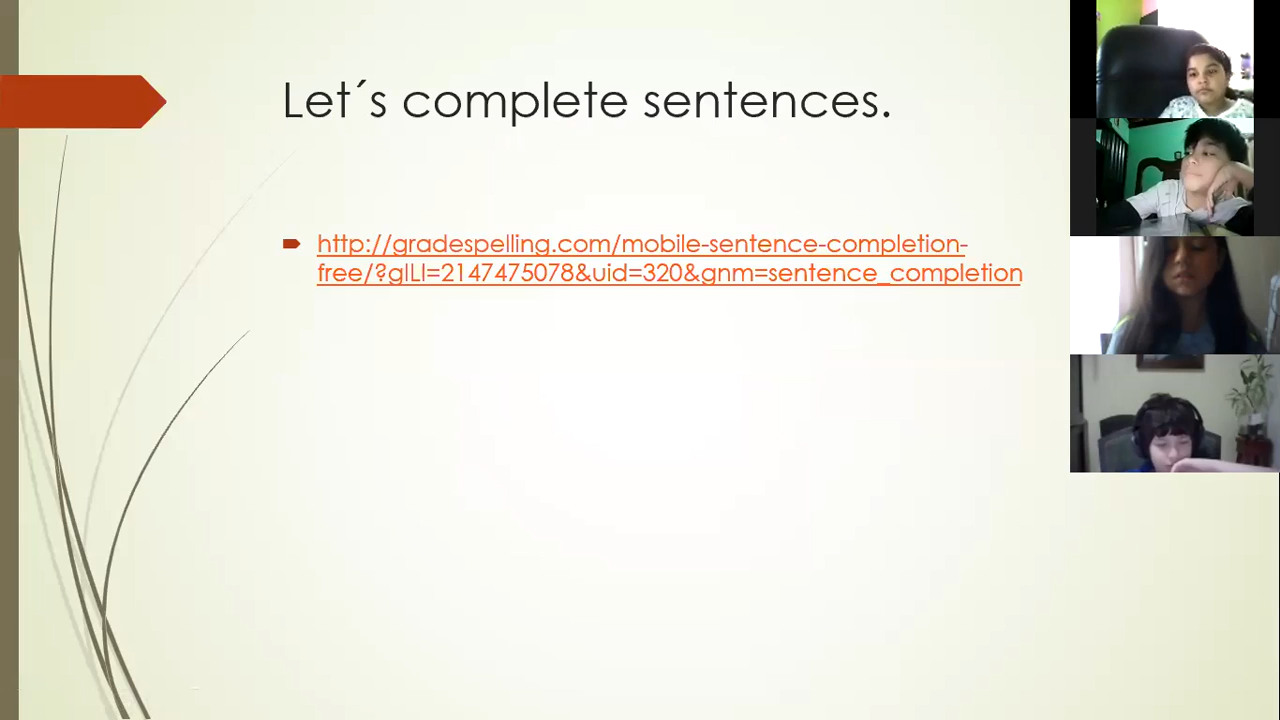 Let´s complete sentences.
http://gradespelling.com/mobile-sentence-completion-
free/?glLI=2147475078&uid=320&gnm=sentence_completion